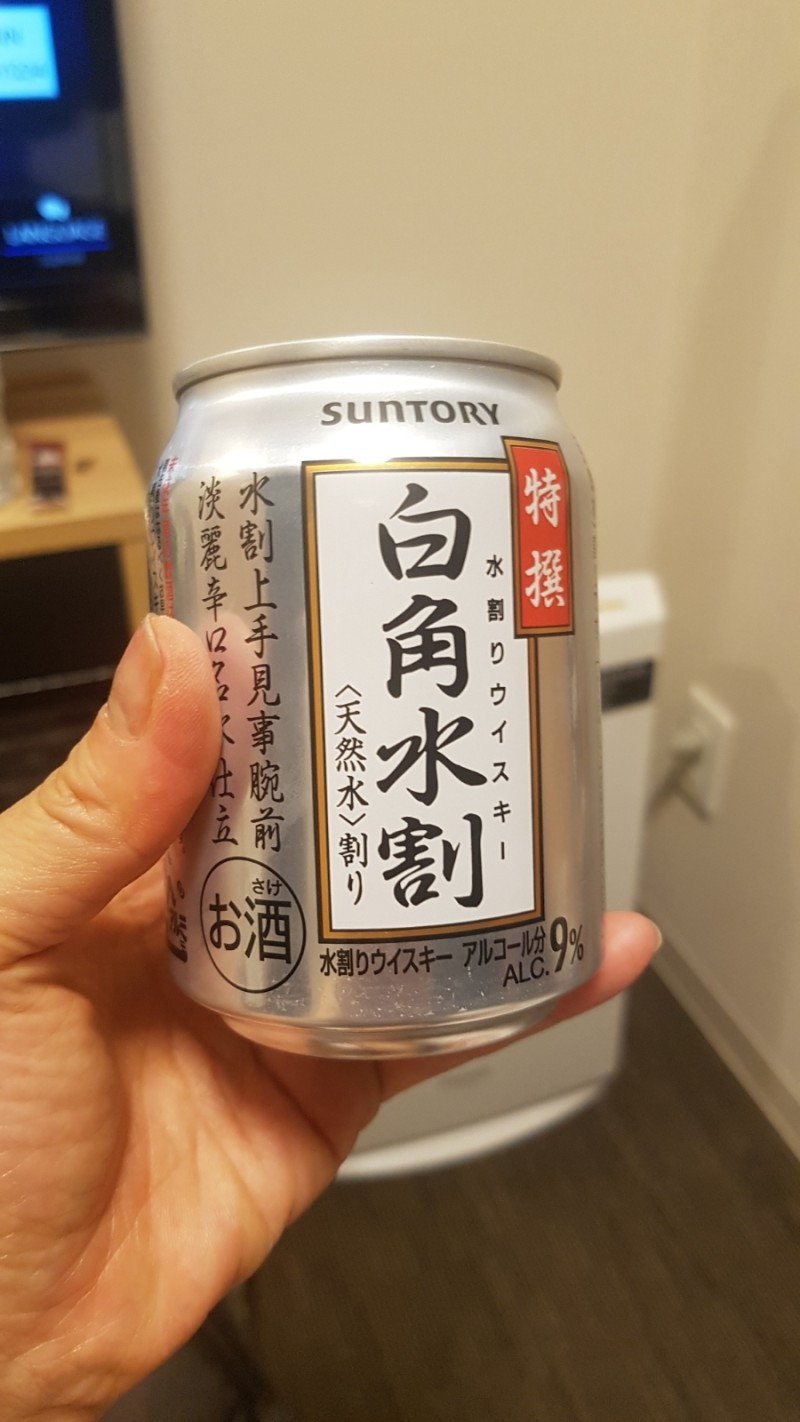 SUNTORY
特撰
水割りウイスキー
白角水割
〈天然水〉割り
水割上手見事腕前
淡麗辛口名水仕立
お酒
さけ
水割りウイスキー アルコール分9%
ALC.
LANGUAGE